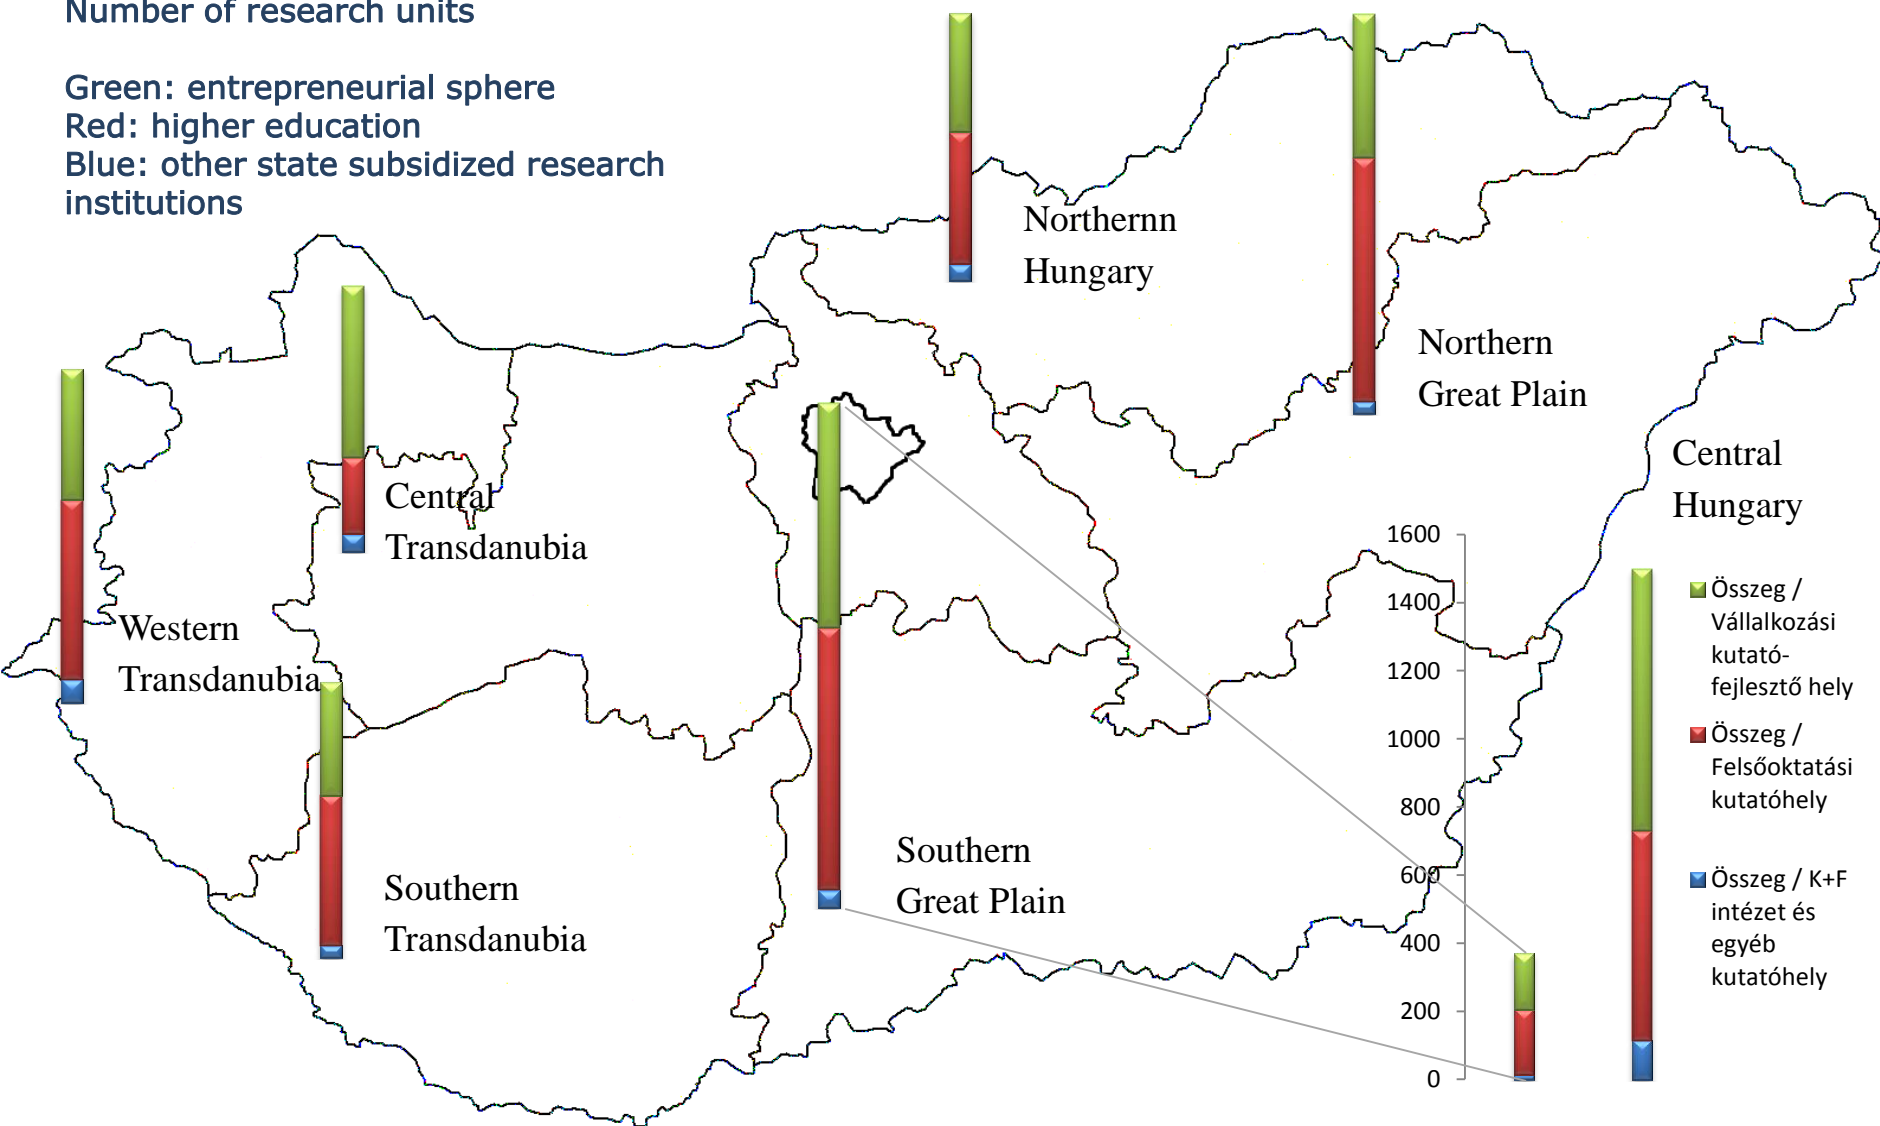 Number of research units
Green: entrepreneurial sphere
Red: higher education
Blue: other state subsidized research
institutions
Northernn
Hungary
Northern
Great Plain
Central
Hungary
Central
Transdanubia
Western
Transdanubia
Southern
Transdanubia
Southern
Great Plain
1600
1400
1200
1000
800
600
400
200
0
Összeg /
Vállalkozási
kutató-
fejlesztő hely
Összeg /
Felsőoktatási
kutatóhely
Összeg / K+F
intézet és
egyéb
kutatóhely